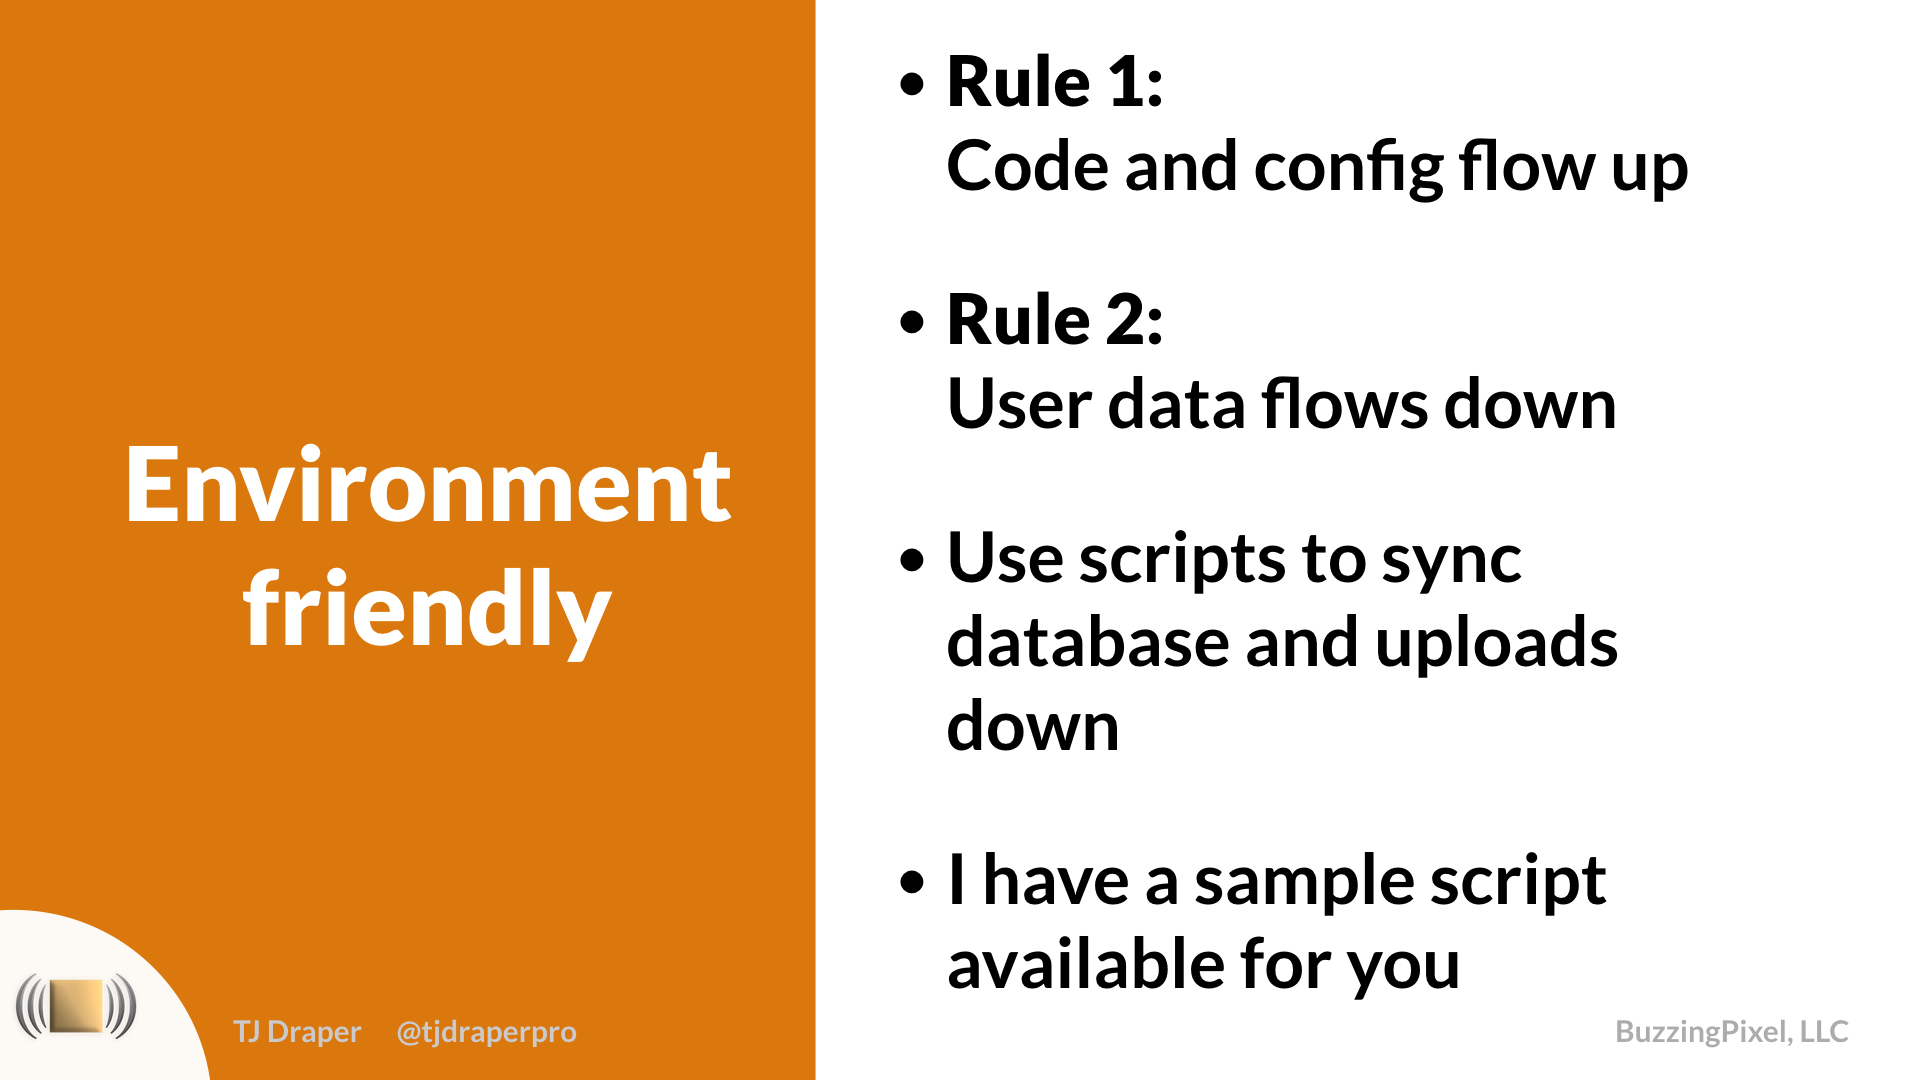 Environment
friendly
• Rule 1:
Code and config flow up
• Rule 2:
User data flows down
• Use scripts to sync
database and uploads
down
• I have a sample script
available for you
TJ Draper @tjdraperpro
BuzzingPixel, LLC